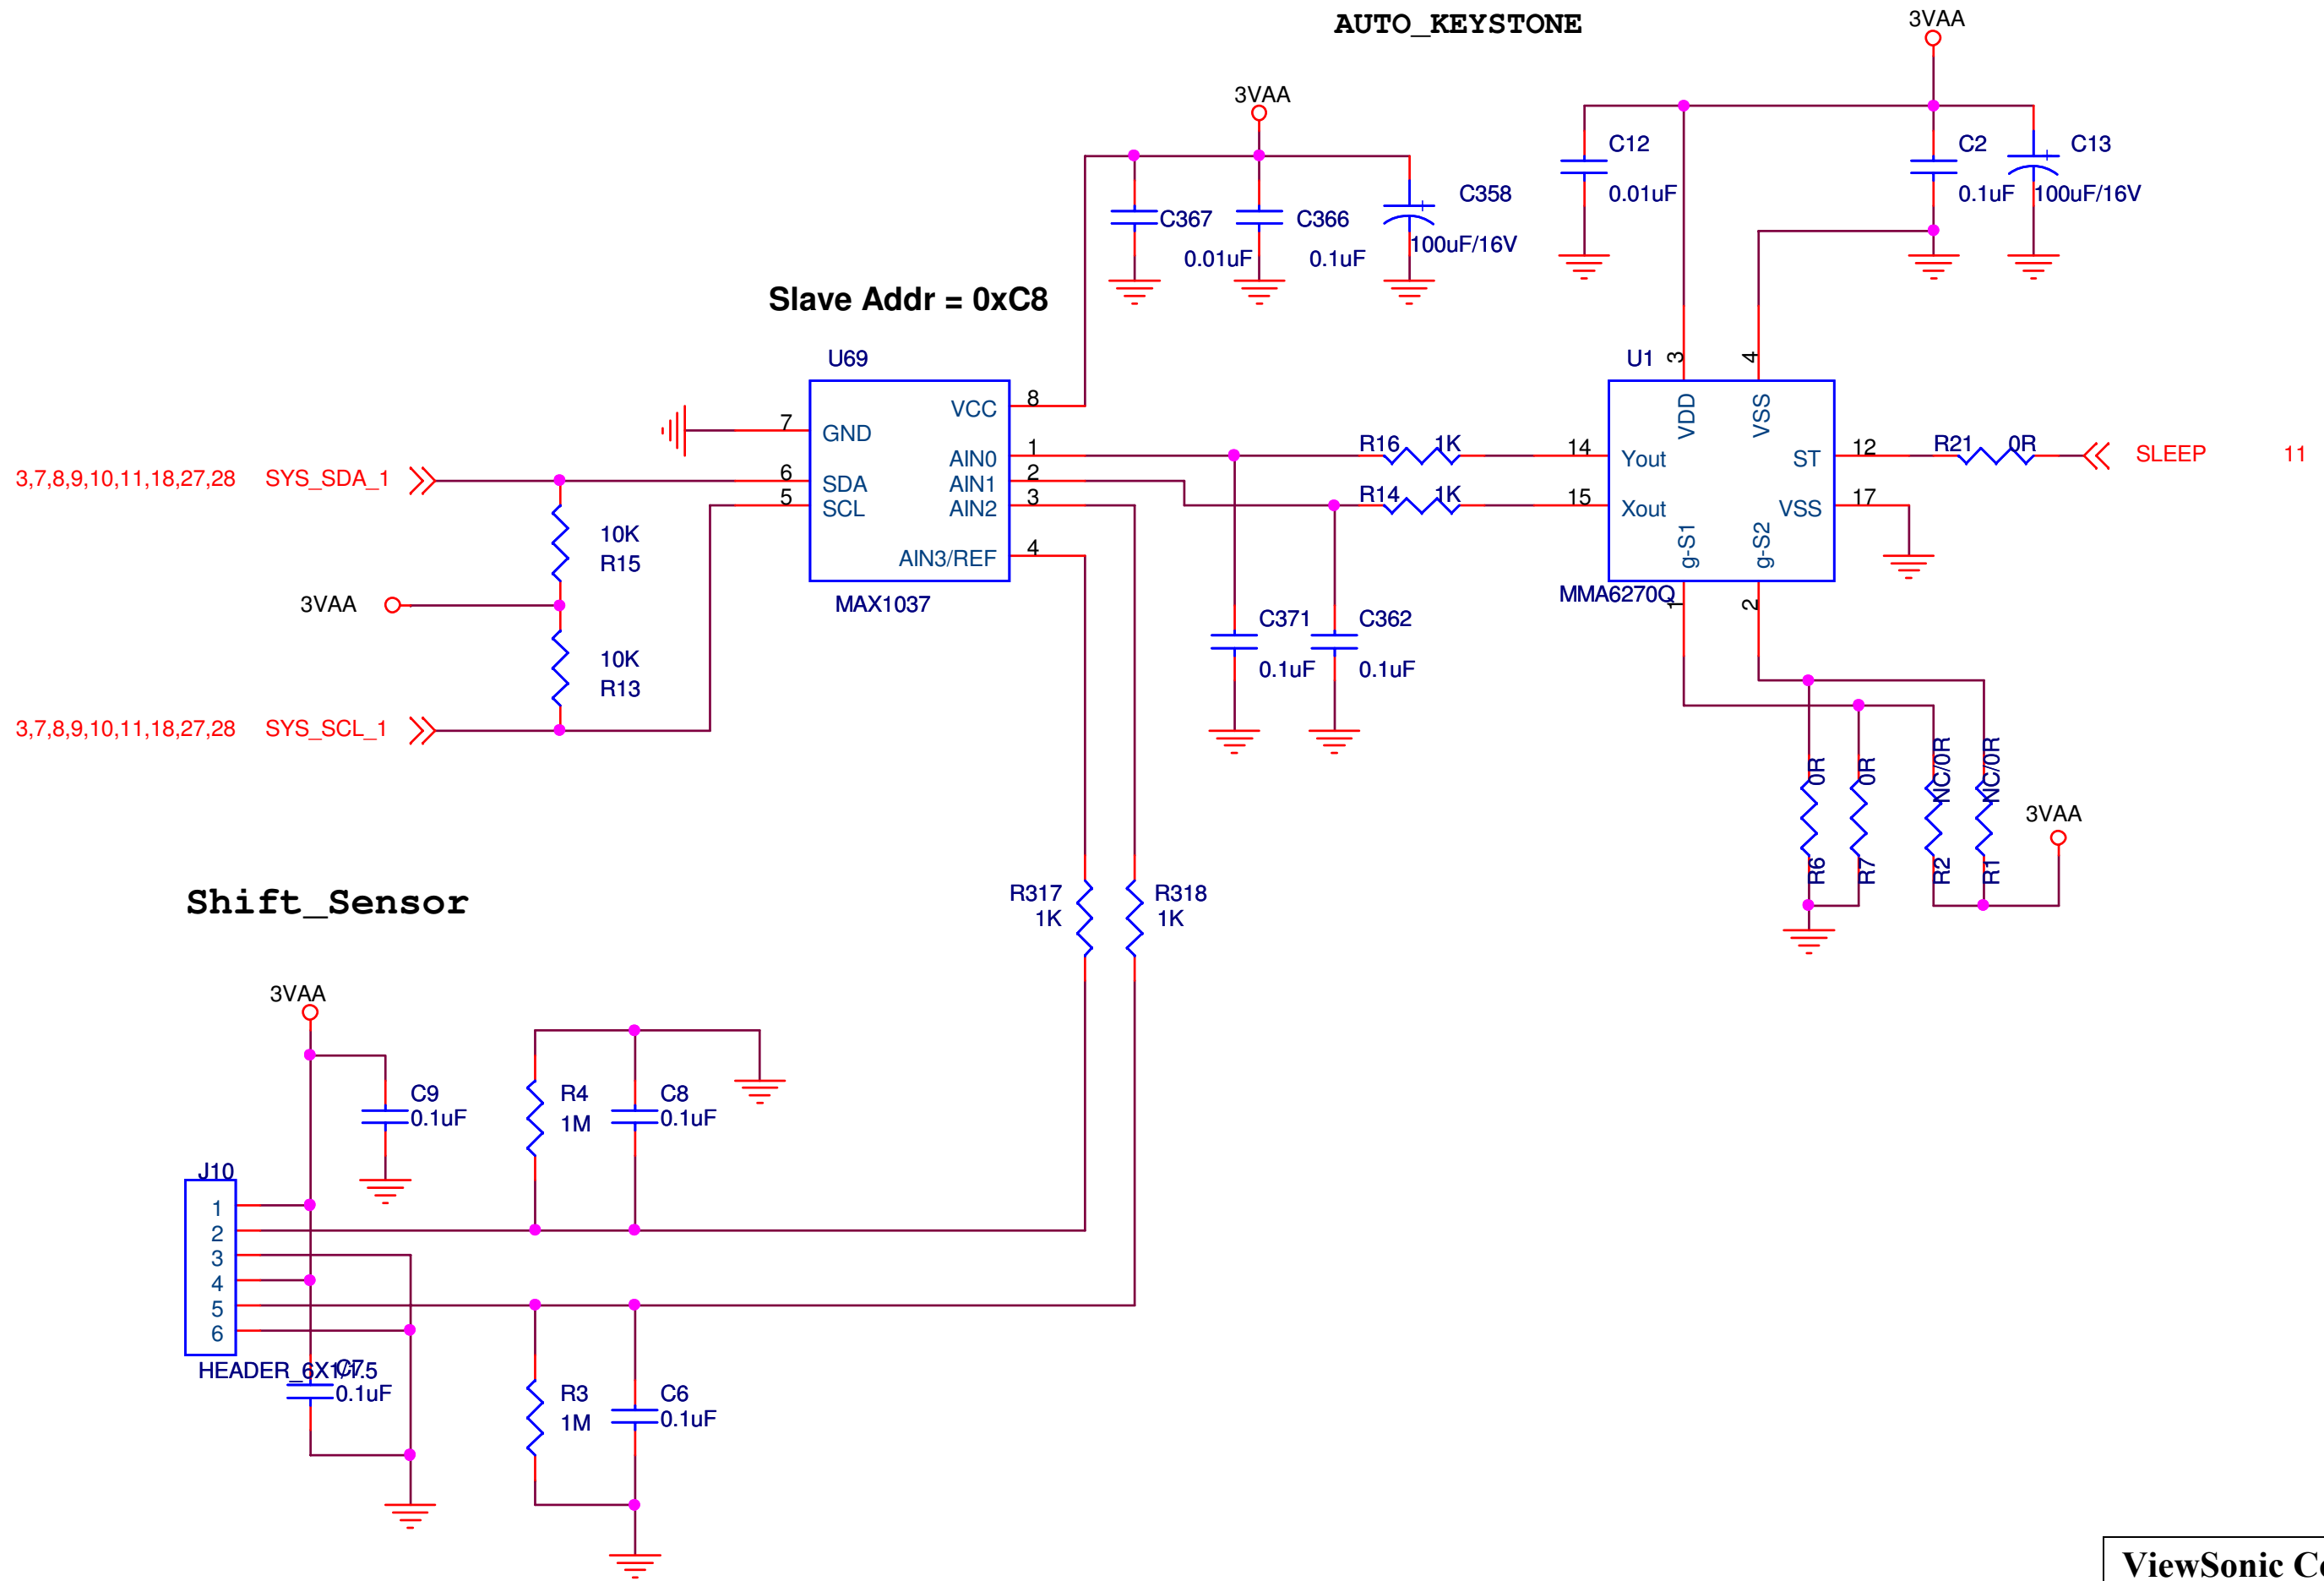 AUTO_KEYSTONE
3VAA
3VAA
C12
0.01uF
C2
0.1uF
C13
100uF/16V
C367
0.01uF
C366
0.1uF
C358
100uF/16V
Slave Addr = 0xC8
U69
7 GND
6 SDA
5 SCL
VCC 8
AIN0 1
AIN1 2
AIN2 3
AIN3/REF 4
MAX1037
3,7,8,9,10,11,18,27,28 SYS_SDA_1
10K
R15
3VAA
10K
R13
3,7,8,9,10,11,18,27,28 SYS_SCL_1
R16 1K
R14 1K
C371
0.1uF
C362
0.1uF
U1
3 VDD
4 VSS
14 Yout
15 Xout
ST 12
VSS 17
g-S1 1
g-S2 2
MMA6270Q
R21 0R
SLEEP 11
R6 0R
R7 0R
R2 NC/0R
R1 NC/0R
3VAA
R317
1K
R318
1K
Shift_Sensor
3VAA
C9
0.1uF
R4
1M
C8
0.1uF
J10
1
2
3
4
5
6
HEADER_6X1/1.5
C7
0.1uF
R3
1M
C6
0.1uF
ViewSonic